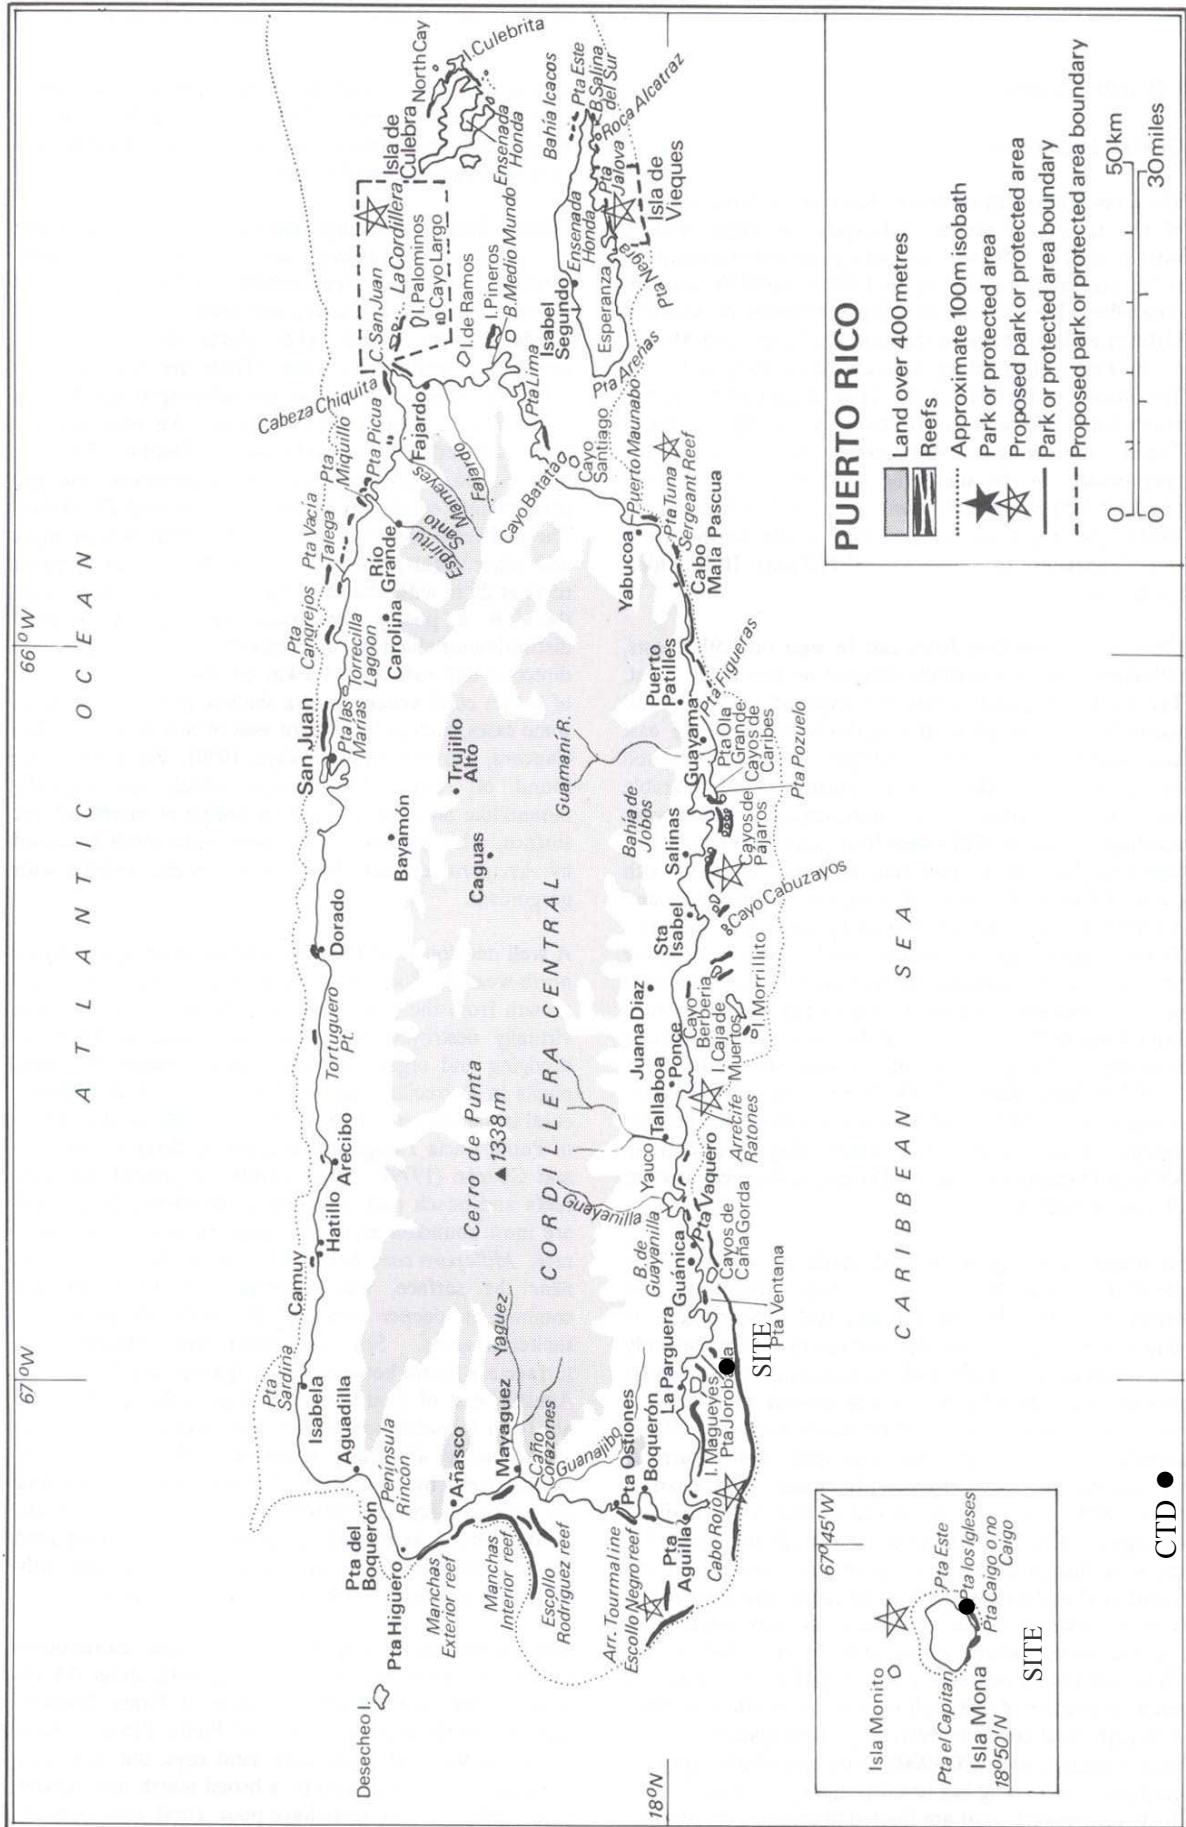 ATLANTIC OCEAN
67°W
66°W
Pta
Sardina
Isabela
Aguadilla
Camuy
Hatillo
Arecibo
Tortuguero
Pt.
Dorado
San Juan
Pta las
Marías
Pta
Cangrejos
Torrecilla
Lagoon
Pta Vacia
Talega
Pta
Miquillo
Pta Picua
Cabeza Chiquita
C. San Juan
La Cordillera
I. Palominos
Cayo Largo
Isla de
Culebra
North Cay
I. Culebrita
Ensenada
Honda
Pta del
Boquerón
Península
Rincón
Pta Higüero
Desecheo I.
Añasco
Manchas
Exterior reef
Mayaguez
Yaguez
Manchas
Interior reef
Caño
Corazones
Escollo
Rodriguez reef
Guanajibo
Cerro de Punta
▲1338m
CORDILLERA CENTRAL
Bayamón
Caguas
Trujillo
Alto
Carolina
Rio
Grande
Espiritu
Santo
Mameyes
Fajardo
Fajardo
I. de Ramos
I. Pineros
B. Medio Mundo
Bahía Icacos
Pta Este
B. Salina
del Sur
Roca Alcatraz
Isabel
Segundo
Ensenada
Honda
Esperanza
Pta
Jalova
Isla de
Vieques
Pta Negra
Pta Arenas
Pta Lima
Cayo Batata
Cayo
Santiago
Puerto Maunabo
Yabucoa
Pta Tuna
Sergeant Reef
Cabo
Mala Pascua
Puerto
Patilles
Pta Figueras
Guayama
Guamani R.
Pta Ola
Grande
Cayos de
Caribes
Pta Pozuelo
Bahía de
Jobos
Salinas
Cayos de
Pájaros
Sta
Isabel
Cayo Cabuzayos
Juana Diaz
Cayo
Berberia
I. Caja de
Muertos
I Morrillito
Ponce
Tallaboa
Arrecife
Ratones
Yauco
Guayanilla
B. de
Guayanilla
Pta Vaquero
Guánica
Cayos de
Caña Gorda
Pta Ventana
La Parguera
I. Magueyes
SITE
Arr. Tourmaline
Escollo Negro reef
Pta Ostiones
Boquerón
Pta
Aguilla
Cabo Rojo
18°N
CARIBBEAN SEA
67°45'W
Isla Monito
Pta el Capitan
Pta Este
Pta los Igleses
Pta Caigo o no
Caigo
Isla Mona
18°50'N
SITE
CTD
PUERTO RICO
Land over 400 metres
Reefs
Approximate 100m isobath
Park or protected area
Proposed park or protected area
Park or protected area boundary
Proposed park or protected area boundary
0 50 km
0 30 miles